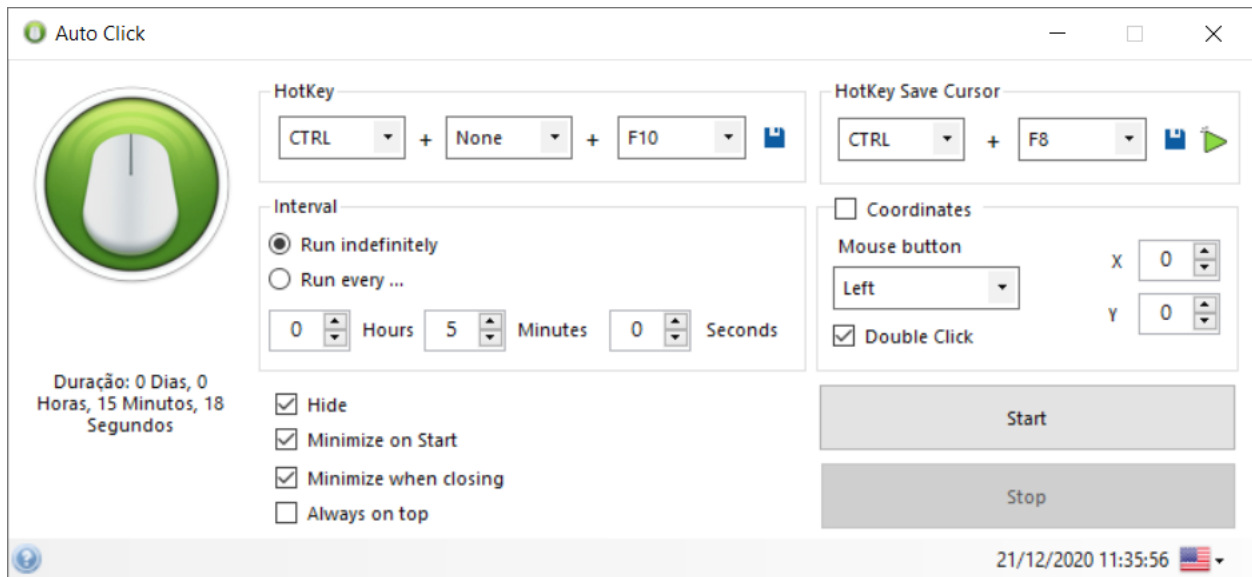 Auto Click
HotKey
CTRL + None + F10
HotKey Save Cursor
CTRL + F8
Interval
Run indefinitely
Run every ...
0 Hours 5 Minutes 0 Seconds
Coordinates
Mouse button
Left
Double Click
X 0
Y 0
Duração: 0 Dias, 0
Horas, 15 Minutos, 18
Segundos
Hide
Minimize on Start
Minimize when closing
Always on top
Start
Stop
21/12/2020 11:35:56